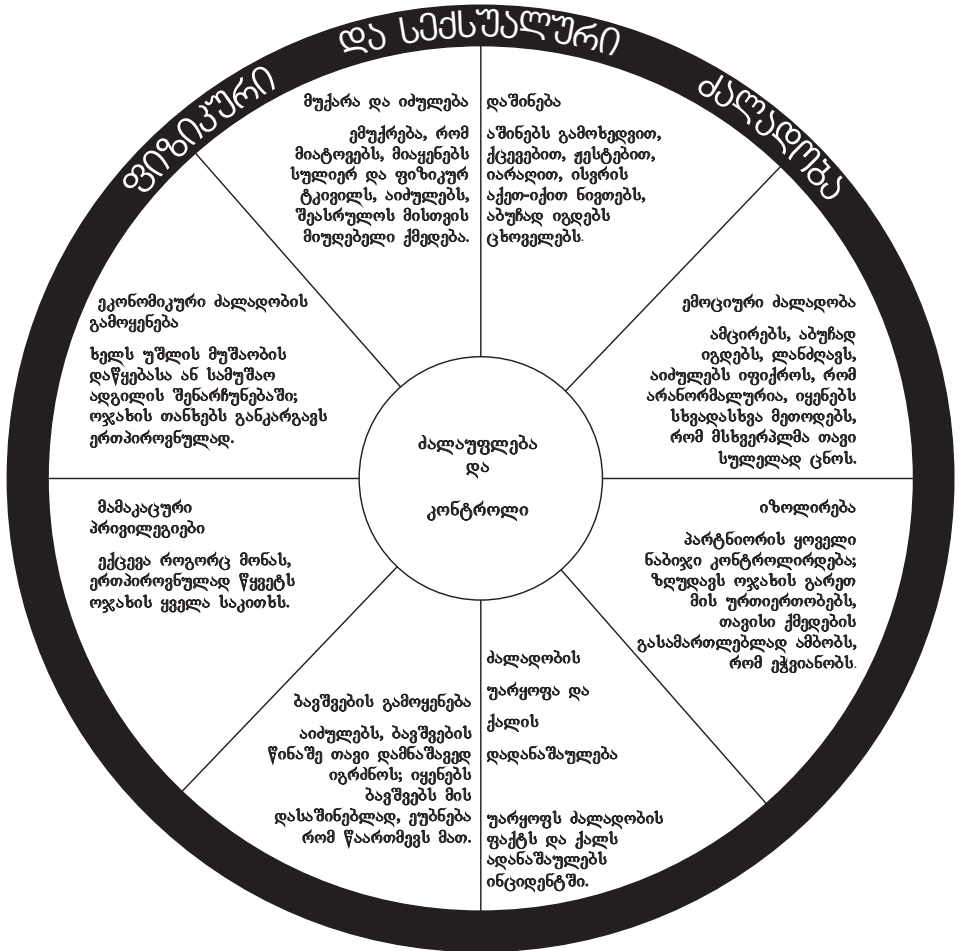 ფიზიკური და სექსუალური ძალადობა
მუქარა და იძულება
ემუქრება, რომ
მიატოვებს, მიაყენებს
სულიერ და ფიზიკურ
ტკივილს, აიძულებს,
შეასრულოს მისთვის
მიუღებელი ქმედება.
დაშინება
აშინებს გამოხედვით,
ქცევებით, ჟესტებით,
იარაღით, ისვრის
აქეთ-იქით ნივთებს,
აბუჩად იგდებს
ცხოველებს.
ეკონომიკური ძალადობის
გამოყენება
ხელს უშლის მუშაობის
დაწყებასა ან სამუშაო
ადგილის შენარჩუნებაში;
ოჯახის თანხებს განკარგავს
ერთპიროვნულად.
ემოციური ძალადობა
ამცირებს, აბუჩად
იგდებს, ლანძღავს,
აიძულებს იფიქროს, რომ
არანორმალურია, იყენებს
სხვადასხვა მეთოდებს,
რომ მსხვერპლმა თავი
სულელად ცნოს.
ძალაუფლება
და
კონტროლი
მამაკაცური
პრივილეგიები
ექცევა როგორც მონას,
ერთპიროვნულად წყვეტს
ოჯახის ყველა საკითხს.
იზოლირება
პარტნიორის ყოველი
ნაბიჯი კონტროლირდება;
ზღუდავს ოჯახის გარეთ
მის ურთიერთობებს,
თავისი ქმედების
გასამართლებლად ამბობს,
რომ ეჭვიანობს.
ბავშვების გამოყენება
აიძულებს, ბავშვების
წინაშე თავი დამნაშავედ
იგრძნოს; იყენებს
ბავშვებს მის
დასაშინებლად, ეუბნება
რომ წაართმევს მათ.
ძალადობის
უარყოფა და
ქალის
დადანაშაულება
უარყოფს ძალადობის
ფაქტს და ქალს
ადანაშაულებს
ინციდენტში.